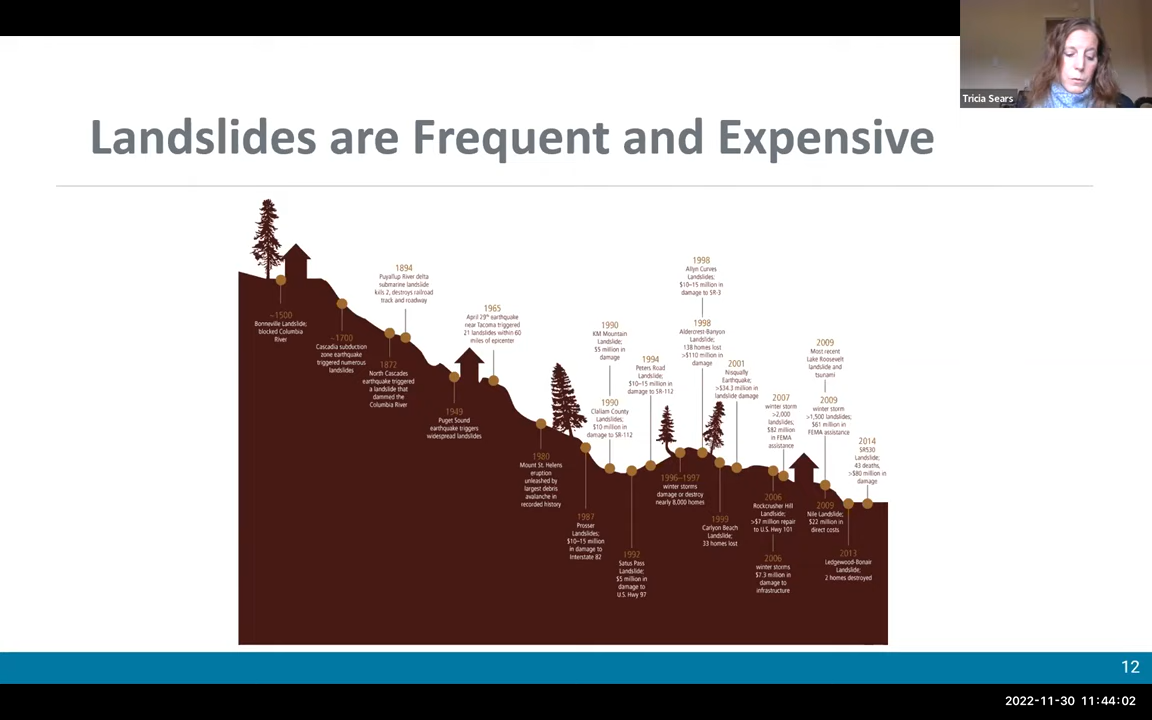 Tricia Sears
Landslides are Frequent and Expensive
~1500
Bonneville Landslide;
blocked Columbia
River
~1700
Cascadia subduction
zone earthquake
triggered numerous
landslides
1872
North Cascades
earthquake triggered
a landslide that
dammed the
Columbia River
1894
Puyallup River delta
submarine landslide
kills 2, destroys railroad
track and roadway
1949
Puget Sound
earthquake triggers
widespread landslides
1965
April 29th earthquake
near Tacoma triggered
21 landslides within 60
miles of epicenter
1980
Mount St. Helens
eruption
unleashed by
largest debris
avalanche in
recorded history
1987
Prosser
Landslides;
$10–15 million
in damage to
Interstate 82
1990
KM Mountain
Landslide;
$5 million in
damage
1990
Clallam County
Landslides;
$10 million in
damage to SR-112
1992
Satus Pass
Landslide;
$5 million in
damage to
U.S. Hwy 97
1994
Peters Road
Landslide;
$10–15 million in
damage to SR-112
1996–1997
winter storms
damage or destroy
nearly 8,000 homes
1998
Allyn Curves
Landslides;
$10–15 million in
damage to SR-3
1998
Aldercrest-Banyon
Landslide;
138 homes lost
>$110 million in
damage
1999
Carlyon Beach
Landslide;
33 homes lost
2001
Nisqually
Earthquake;
>$34.3 million in
landslide damage
2006
Rockcrusher Hill
Landlside;
>$7 million repair
to U.S. Hwy 101
2006
winter storms
$7.3 million in
damage to
infrastructure
2007
winter storm
>2,000
landslides,
$82 million
in FEMA
assistance
2009
Most recent
Lake Roosevelt
landslide and
tsunami
2009
winter storm
>1,500 landslides;
$61 million in
FEMA assistance
2009
Nile Landslide;
$22 million in
direct costs
2013
Ledgewood-Bonair
Landslide;
2 homes destroyed
2014
SR530
Landslide;
43 deaths,
>$80 million in
damage
12
2022-11-30 11:44:02